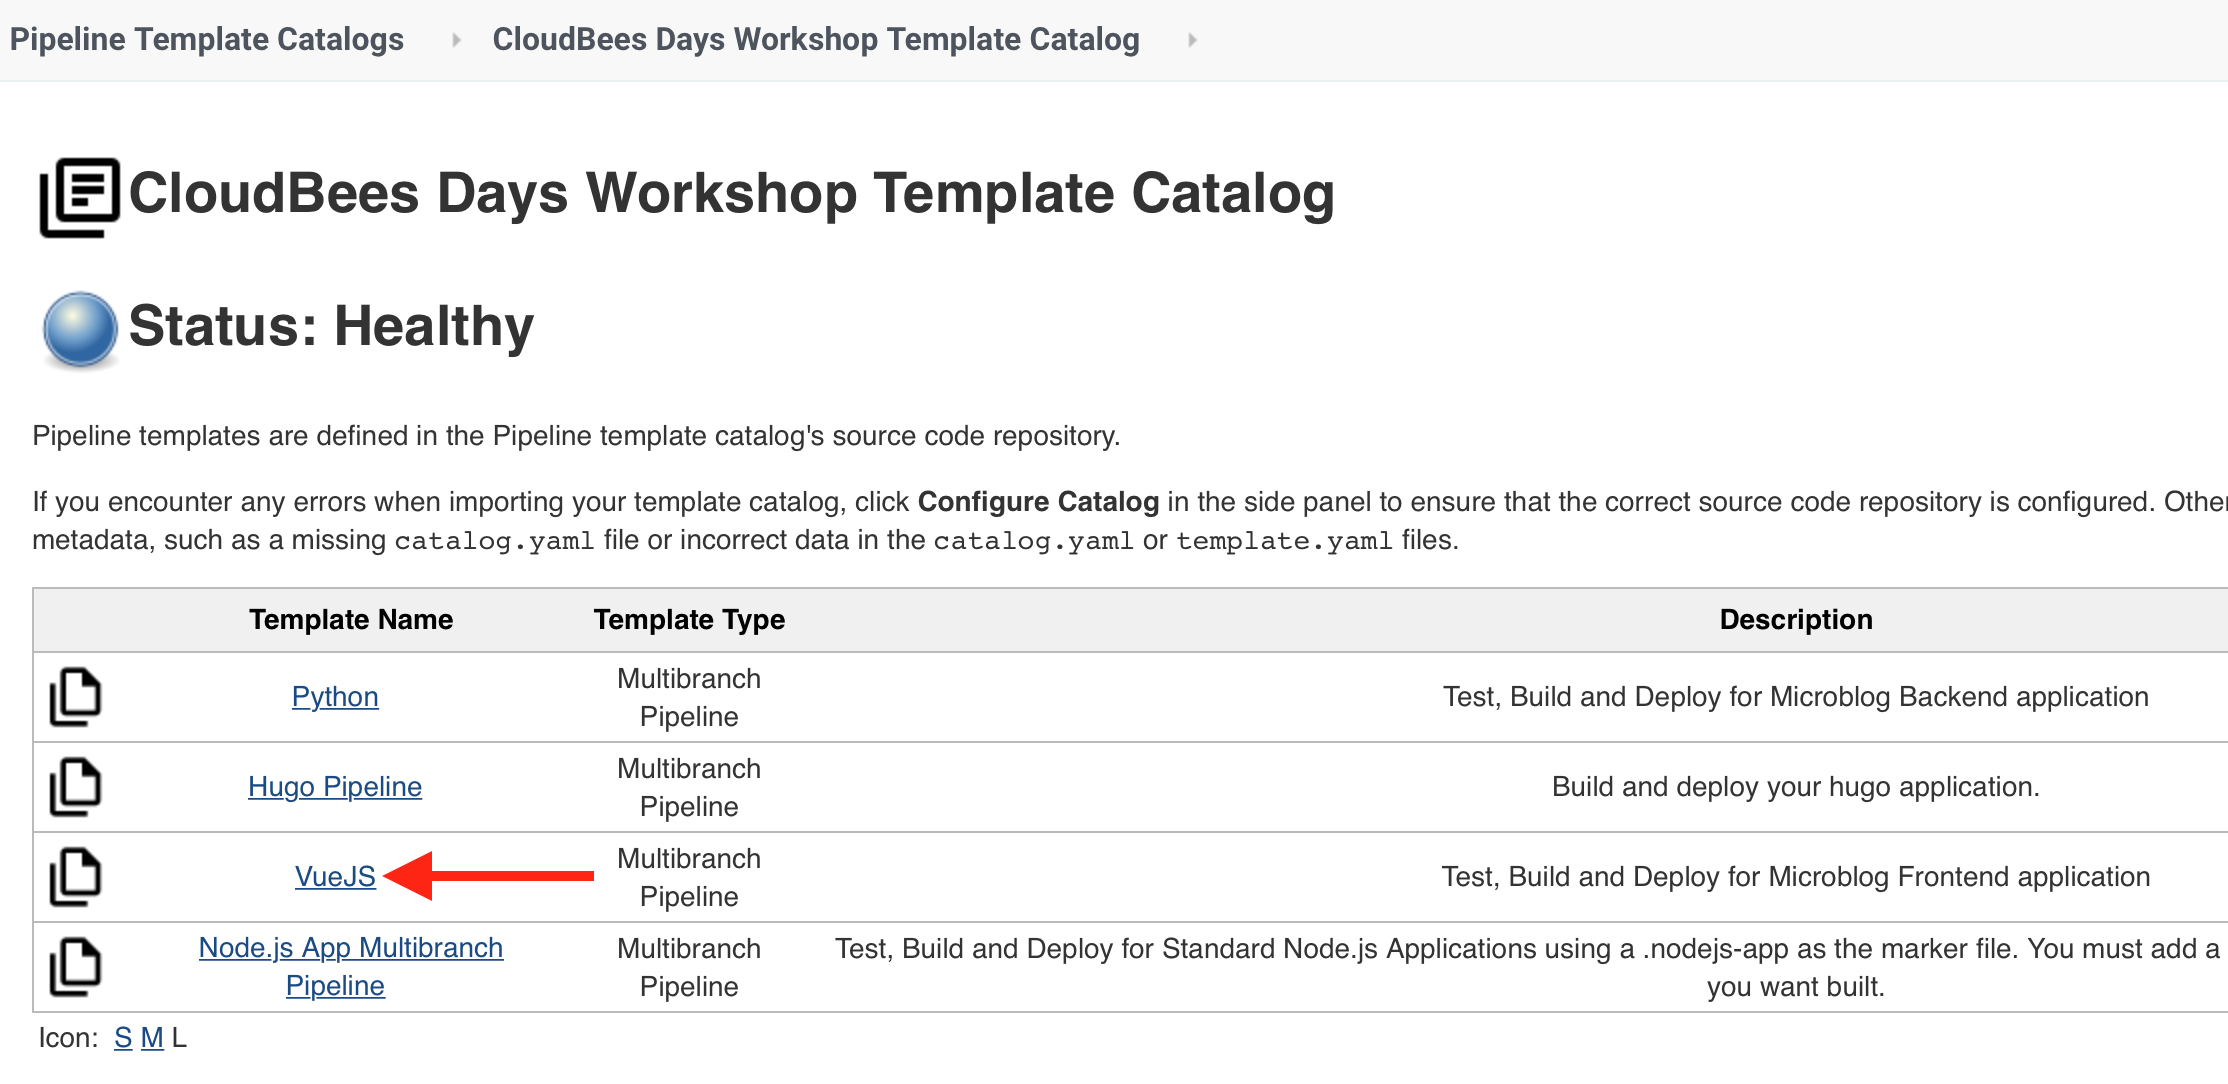 Pipeline Template Catalogs CloudBees Days Workshop Template Catalog
CloudBees Days Workshop Template Catalog
Status: Healthy
Pipeline templates are defined in the Pipeline template catalog's source code repository.
If you encounter any errors when importing your template catalog, click Configure Catalog in the side panel to ensure that the correct source code repository is configured.
metadata, such as a missing catalog.yaml file or incorrect data in the catalog.yaml or template.yaml files.
Template Name Template Type Description
Python Multibranch Pipeline Test, Build and Deploy for Microblog Backend application
Hugo Pipeline Multibranch Pipeline Build and deploy your hugo application.
VueJS Multibranch Pipeline Test, Build and Deploy for Microblog Frontend application
Node.js App Multibranch Multibranch Test, Build and Deploy for Standard Node.js Applications using a .nodejs-app as the marker file. You must add a
Pipeline Pipeline you want built.
Icon: S M L